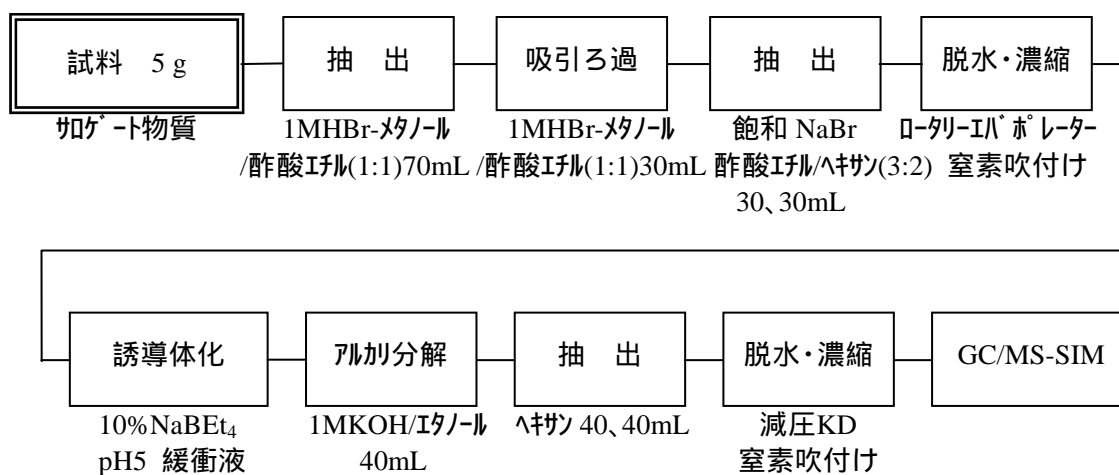 試料 5 g
抽 出
吸引ろ過
抽 出
脱水・濃縮
ｻﾛｹﾞｰﾄ物質
1MHBr-ﾒﾀﾉｰﾙ
/酢酸ｴﾁﾙ(1:1)70mL
1MHBr-ﾒﾀﾉｰﾙ
/酢酸ｴﾁﾙ(1:1)30mL
飽和 NaBr
酢酸ｴﾁﾙ/ﾍｷｻﾝ(3:2)
30、30mL
ﾛｰﾀﾘｰｴﾊﾞﾎﾟﾚｰﾀｰ
窒素吹付け
誘導体化
ｱﾙｶﾘ分解
抽 出
脱水・濃縮
GC/MS-SIM
10%NaBEt₄
pH5 緩衝液
1MKOH/ｴﾀﾉｰﾙ
40mL
ﾍｷｻﾝ 40、40mL
減圧KD
窒素吹付け